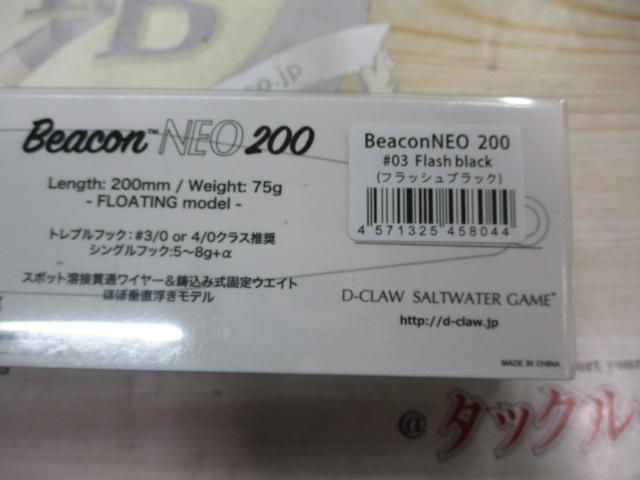 B
p.jp
Beacon™ NEO 200
Length: 200mm / Weight: 75g
- FLOATING model -
トレブルフック:#3/0 or 4/0クラス推奨
シングルフック:5〜8g+α
スポット溶接貫通ワイヤー&鋳込み式固定ウエイト
ほぼ垂直浮きモデル
BeaconNEO 200
#03 Flash black
(フラッシュブラック)
4 571325 458044
D-CLAW SALTWATER GAME®
http://d-claw.jp
MADE IN CHINA
port your
@タックル